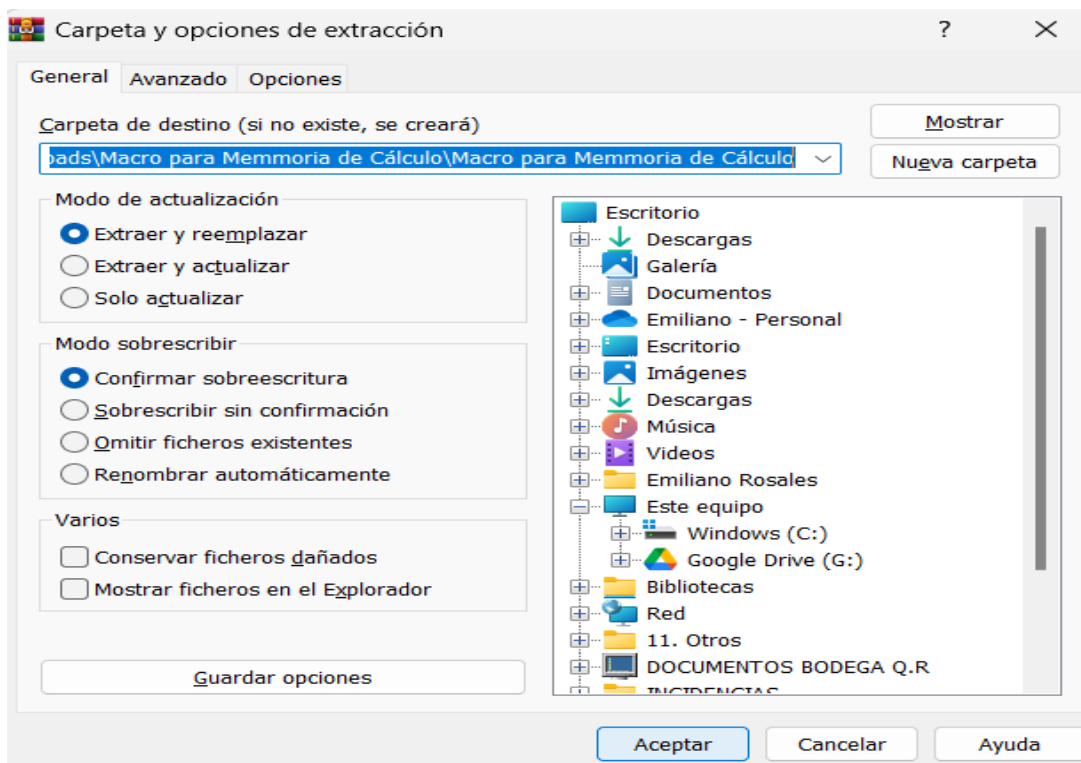 Carpeta y opciones de extracción
?
General Avanzado Opciones
Carpeta de destino (si no existe, se creará)
Mostrar
oads\Macro para Memmoria de Cálculo\Macro para Memmoria de Cálculo
Nueva carpeta
Modo de actualización
Extraer y reemplazar
Extraer y actualizar
Solo actualizar
Modo sobrescribir
Confirmar sobreescritura
Sobrescribir sin confirmación
Omitir ficheros existentes
Renombrar automáticamente
Varios
Conservar ficheros dañados
Mostrar ficheros en el Explorador
Guardar opciones
Escritorio
Descargas
Galería
Documentos
Emiliano - Personal
Escritorio
Imágenes
Descargas
Música
Videos
Emiliano Rosales
Este equipo
Windows (C:)
Google Drive (G:)
Bibliotecas
Red
11. Otros
DOCUMENTOS BODEGA Q.R
INCIDENCIAS
Aceptar Cancelar Ayuda